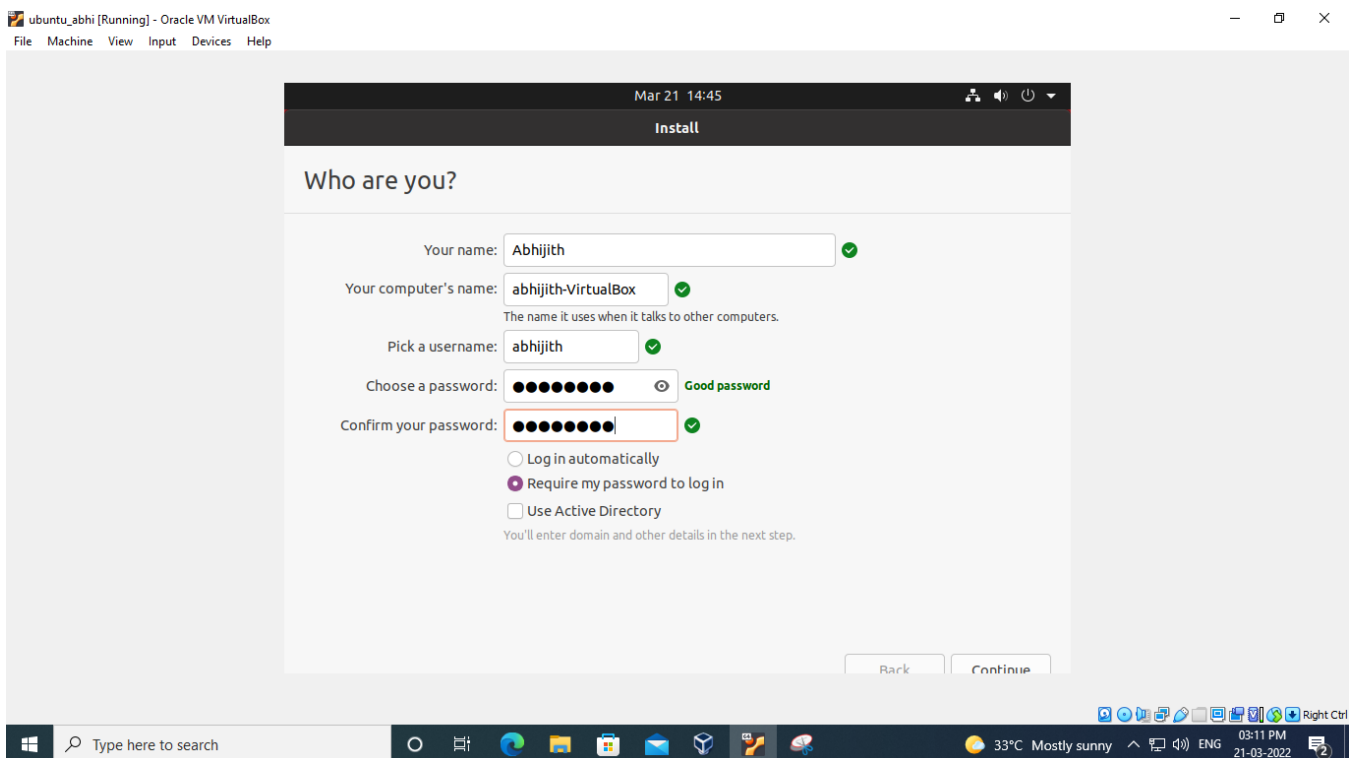 ubuntu_abhi [Running] - Oracle VM VirtualBox
File Machine View Input Devices Help
Mar 21 14:45
Install
Who are you?
Your name: Abhijith
Your computer's name: abhijith-VirtualBox
The name it uses when it talks to other computers.
Pick a username: abhijith
Choose a password: ●●●●●●●● Good password
Confirm your password: ●●●●●●●●
Log in automatically
Require my password to log in
Use Active Directory
You'll enter domain and other details in the next step.
Back Continue
Right Ctrl
Type here to search 33°C Mostly sunny ENG 03:11 PM
21-03-2022 2